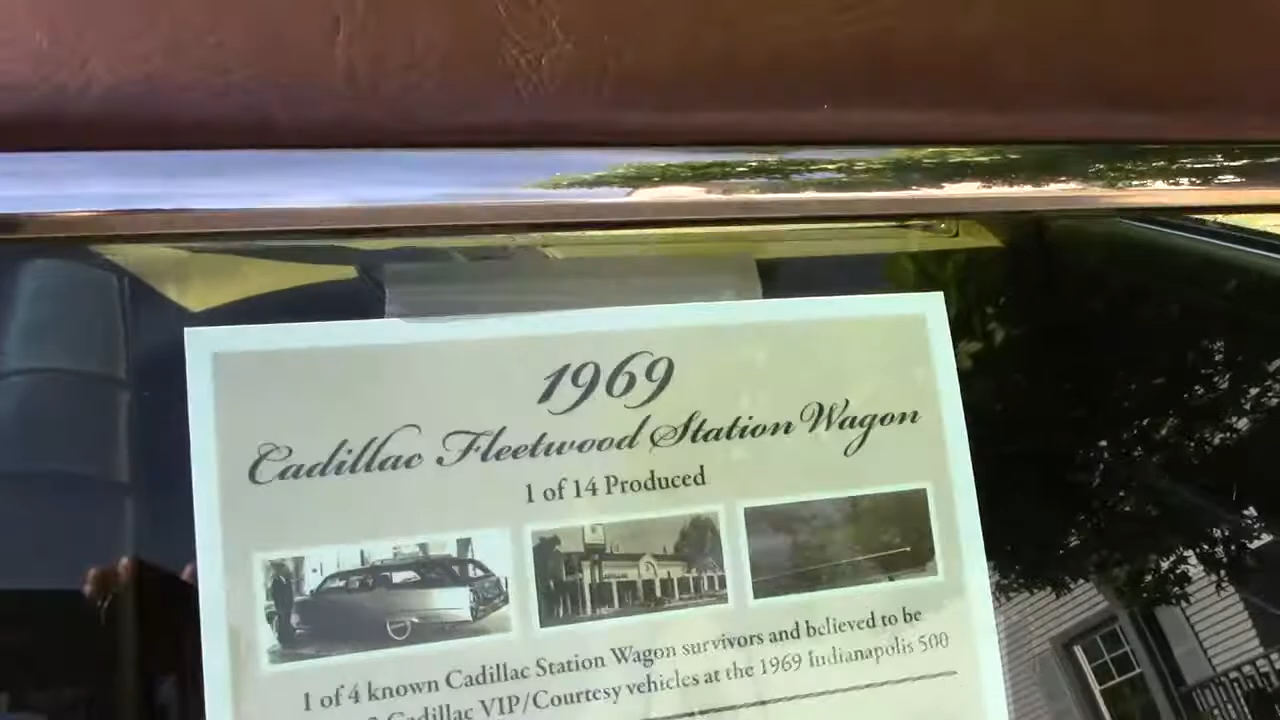 1969
Cadillac Fleetwood Station Wagon
1 of 14 Produced
1 of 4 known Cadillac Station Wagon survivors and believed to be
Cadillac VIP/Courtesy vehicles at the 1969 Indianapolis 500